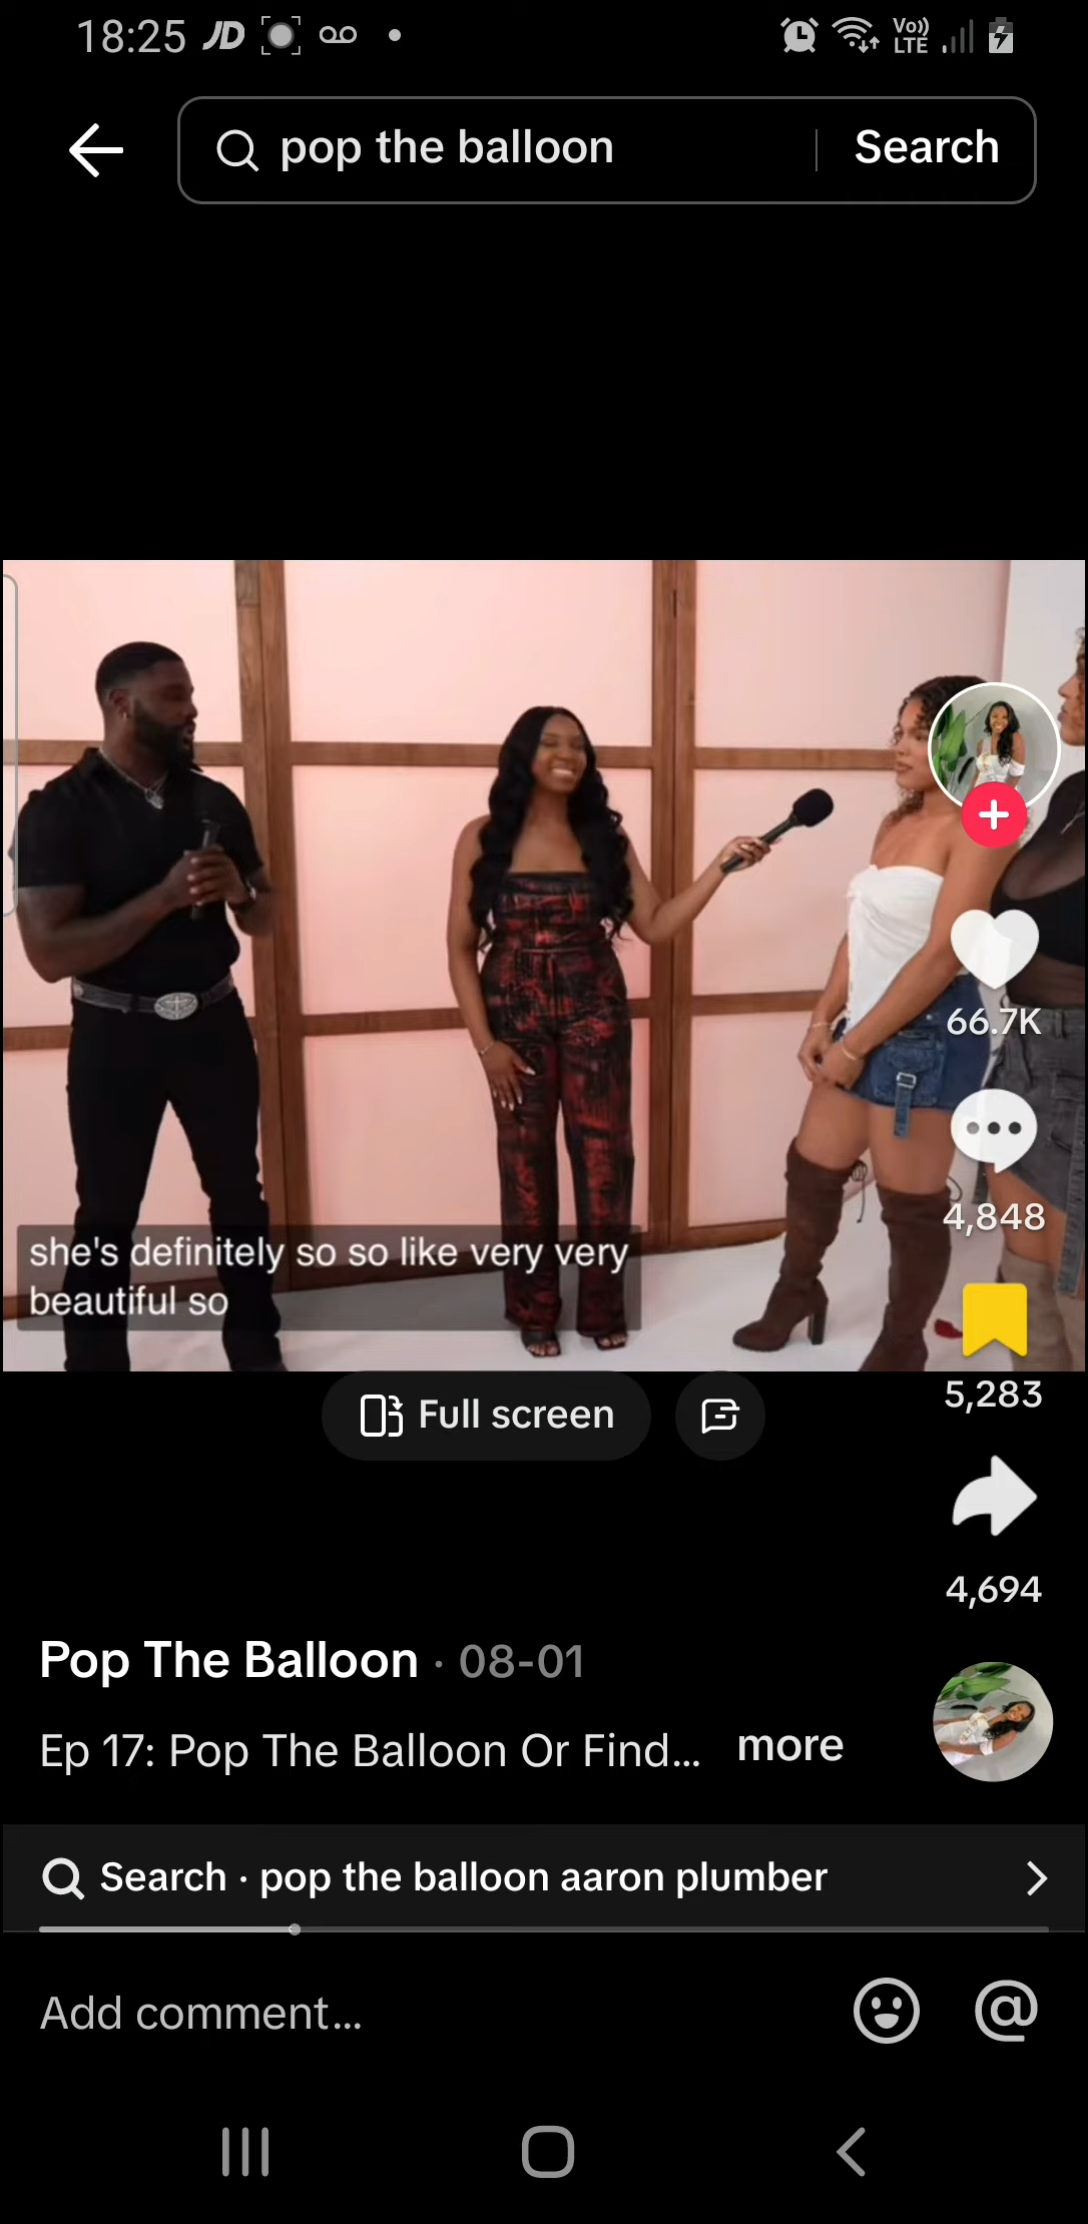 18:25 JD Vo)) LTE
pop the balloon Search
66.7K
4,848
she's definitely so so like very very
beautiful so
Full screen
5,283
4,694
Pop The Balloon · 08-01
Ep 17: Pop The Balloon Or Find... more
Search · pop the balloon aaron plumber
Add comment...